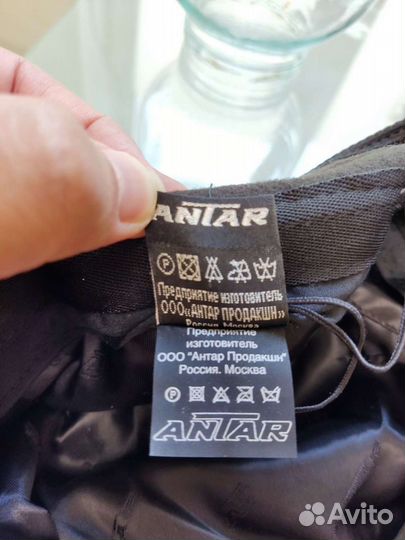 ANTAR
Предприятие изготовитель
ООО«АНТАР ПРОДАКШН»
Россия. Москва
Предприятие
изготовитель
ООО "Антар Продакшн"
Россия. Москва
ANTAR
Avito